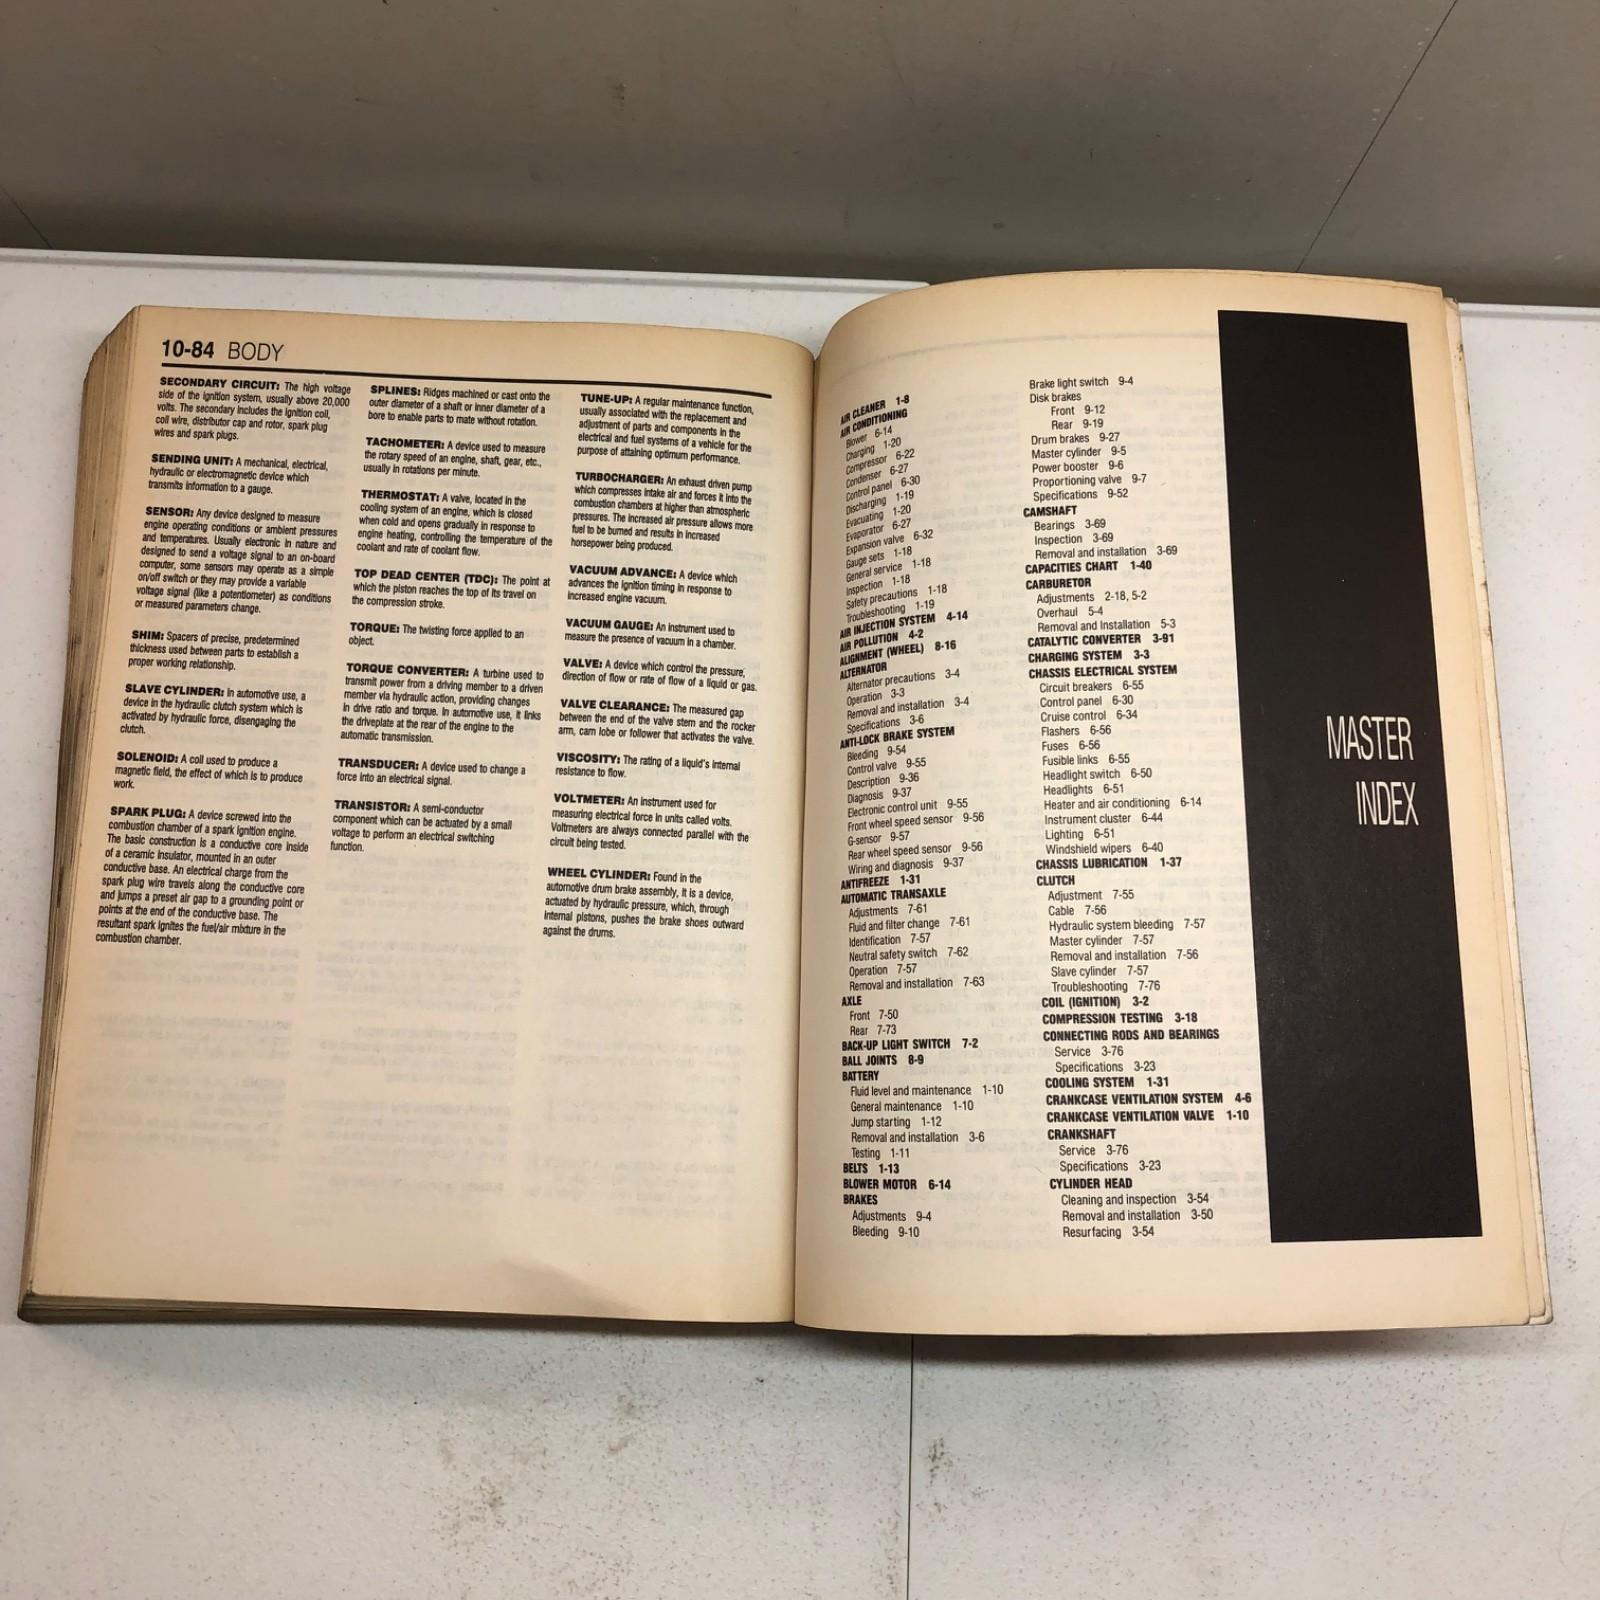 10-84 BODY
SECONDARY CIRCUIT: The high voltage
side of the ignition system, usually above 20,000
volts. The secondary includes the ignition coil,
coil wire, distributor cap and rotor, spark plug
wires and spark plugs.
SENDING UNIT: A mechanical, electrical,
hydraulic or electromagnetic device which
transmits information to a gauge.
SENSOR: Any device designed to measure
engine operating conditions or ambient pressures
and temperatures. Usually electronic in nature and
designed to send a voltage signal to an on-board
computer, some sensors may operate as a simple
on/off switch or they may provide a variable
voltage signal (like a potentiometer) as conditions
or measured parameters change.
SHIM: Spacers of precise, predetermined
thickness used between parts to establish a
proper working relationship.
SLAVE CYLINDER: In automotive use, a
device in the hydraulic clutch system which is
activated by hydraulic force, disengaging the
clutch.
SOLENOID: A coil used to produce a
magnetic field, the effect of which is to produce
work.
SPARK PLUG: A device screwed into the
combustion chamber of a spark ignition engine.
The basic construction is a conductive core inside
of a ceramic insulator, mounted in an outer
conductive base. An electrical charge from the
spark plug wire travels along the conductive core
and jumps a preset air gap to a grounding point or
points at the end of the conductive base. The
resultant spark ignites the fuel/air mixture in the
combustion chamber.
SPLINES: Ridges machined or cast onto the
outer diameter of a shaft or inner diameter of a
bore to enable parts to mate without rotation.
TACHOMETER: A device used to measure
the rotary speed of an engine, shaft, gear, etc.,
usually in rotations per minute.
THERMOSTAT: A valve, located in the
cooling system of an engine, which is closed
when cold and opens gradually in response to
engine heating, controlling the temperature of the
coolant and rate of coolant flow.
TOP DEAD CENTER (TDC): The point at
which the piston reaches the top of its travel on
the compression stroke.
TORQUE: The twisting force applied to an
object.
TORQUE CONVERTER: A turbine used to
transmit power from a driving member to a driven
member via hydraulic action, providing changes
in drive ratio and torque. In automotive use, it links
the driveplate at the rear of the engine to the
automatic transmission.
TRANSDUCER: A device used to change a
force into an electrical signal.
TRANSISTOR: A semi-conductor
component which can be actuated by a small
voltage to perform an electrical switching
function.
TUNE-UP: A regular maintenance function,
usually associated with the replacement and
adjustment of parts and components in the
electrical and fuel systems of a vehicle for the
purpose of attaining optimum performance.
TURBOCHARGER: An exhaust driven pump
which compresses intake air and forces it into the
combustion chambers at higher than atmospheric
pressures. The increased air pressure allows more
fuel to be burned and results in increased
horsepower being produced.
VACUUM ADVANCE: A device which
advances the ignition timing in response to
increased engine vacuum.
VACUUM GAUGE: An instrument used to
measure the presence of vacuum in a chamber.
VALVE: A device which control the pressure,
direction of flow or rate of flow of a liquid or gas.
VALVE CLEARANCE: The measured gap
between the end of the valve stem and the rocker
arm, cam lobe or follower that activates the valve.
VISCOSITY: The rating of a liquid's internal
resistance to flow.
VOLTMETER: An instrument used for
measuring electrical force in units called volts.
Voltmeters are always connected parallel with the
circuit being tested.
WHEEL CYLINDER: Found in the
automotive drum brake assembly, it is a device,
actuated by hydraulic pressure, which, through
internal pistons, pushes the brake shoes outward
against the drums.
AIR CLEANER 1-8
AIR CONDITIONING
Blower 6-14
Charging 1-20
Compressor 6-22
Condenser 6-27
Control panel 6-30
Discharging 1-19
Evacuating 1-20
Evaporator 6-27
Expansion valve 6-32
Gauge sets 1-18
General service 1-18
Inspection 1-18
Safety precautions 1-18
Troubleshooting 1-19
AIR INJECTION SYSTEM 4-14
AIR POLLUTION 4-2
ALIGNMENT (WHEEL) 8-16
ALTERNATOR
Alternator precautions 3-4
Operation 3-3
Removal and installation 3-4
Specifications 3-6
ANTI-LOCK BRAKE SYSTEM
Bleeding 9-54
Control valve 9-55
Description 9-36
Diagnosis 9-37
Electronic control unit 9-55
Front wheel speed sensor 9-56
G-sensor 9-57
Rear wheel speed sensor 9-56
Wiring and diagnosis 9-37
ANTIFREEZE 1-31
AUTOMATIC TRANSAXLE
Adjustments 7-61
Fluid and filter change 7-61
Identification 7-57
Neutral safety switch 7-62
Operation 7-57
Removal and installation 7-63
AXLE
Front 7-50
Rear 7-73
BACK-UP LIGHT SWITCH 7-2
BALL JOINTS 8-9
BATTERY
Fluid level and maintenance 1-10
General maintenance 1-10
Jump starting 1-12
Removal and installation 3-6
Testing 1-11
BELTS 1-13
BLOWER MOTOR 6-14
BRAKES
Adjustments 9-4
Bleeding 9-10
Brake light switch 9-4
Disk brakes
Front 9-12
Rear 9-19
Drum brakes 9-27
Master cylinder 9-5
Power booster 9-6
Proportioning valve 9-7
Specifications 9-52
CAMSHAFT
Bearings 3-69
Inspection 3-69
Removal and installation 3-69
CAPACITIES CHART 1-40
CARBURETOR
Adjustments 2-18, 5-2
Overhaul 5-4
Removal and Installation 5-3
CATALYTIC CONVERTER 3-91
CHARGING SYSTEM 3-3
CHASSIS ELECTRICAL SYSTEM
Circuit breakers 6-55
Control panel 6-30
Cruise control 6-34
Flashers 6-56
Fuses 6-56
Fusible links 6-55
Headlight switch 6-50
Headlights 6-51
Heater and air conditioning 6-14
Instrument cluster 6-44
Lighting 6-51
Windshield wipers 6-40
CHASSIS LUBRICATION 1-37
CLUTCH
Adjustment 7-55
Cable 7-56
Hydraulic system bleeding 7-57
Master cylinder 7-57
Removal and installation 7-56
Slave cylinder 7-57
Troubleshooting 7-76
COIL (IGNITION) 3-2
COMPRESSION TESTING 3-18
CONNECTING RODS AND BEARINGS
Service 3-76
Specifications 3-23
COOLING SYSTEM 1-31
CRANKCASE VENTILATION SYSTEM 4-6
CRANKCASE VENTILATION VALVE 1-10
CRANKSHAFT
Service 3-76
Specifications 3-23
CYLINDER HEAD
Cleaning and inspection 3-54
Removal and installation 3-50
Resurfacing 3-54
MASTER
INDEX